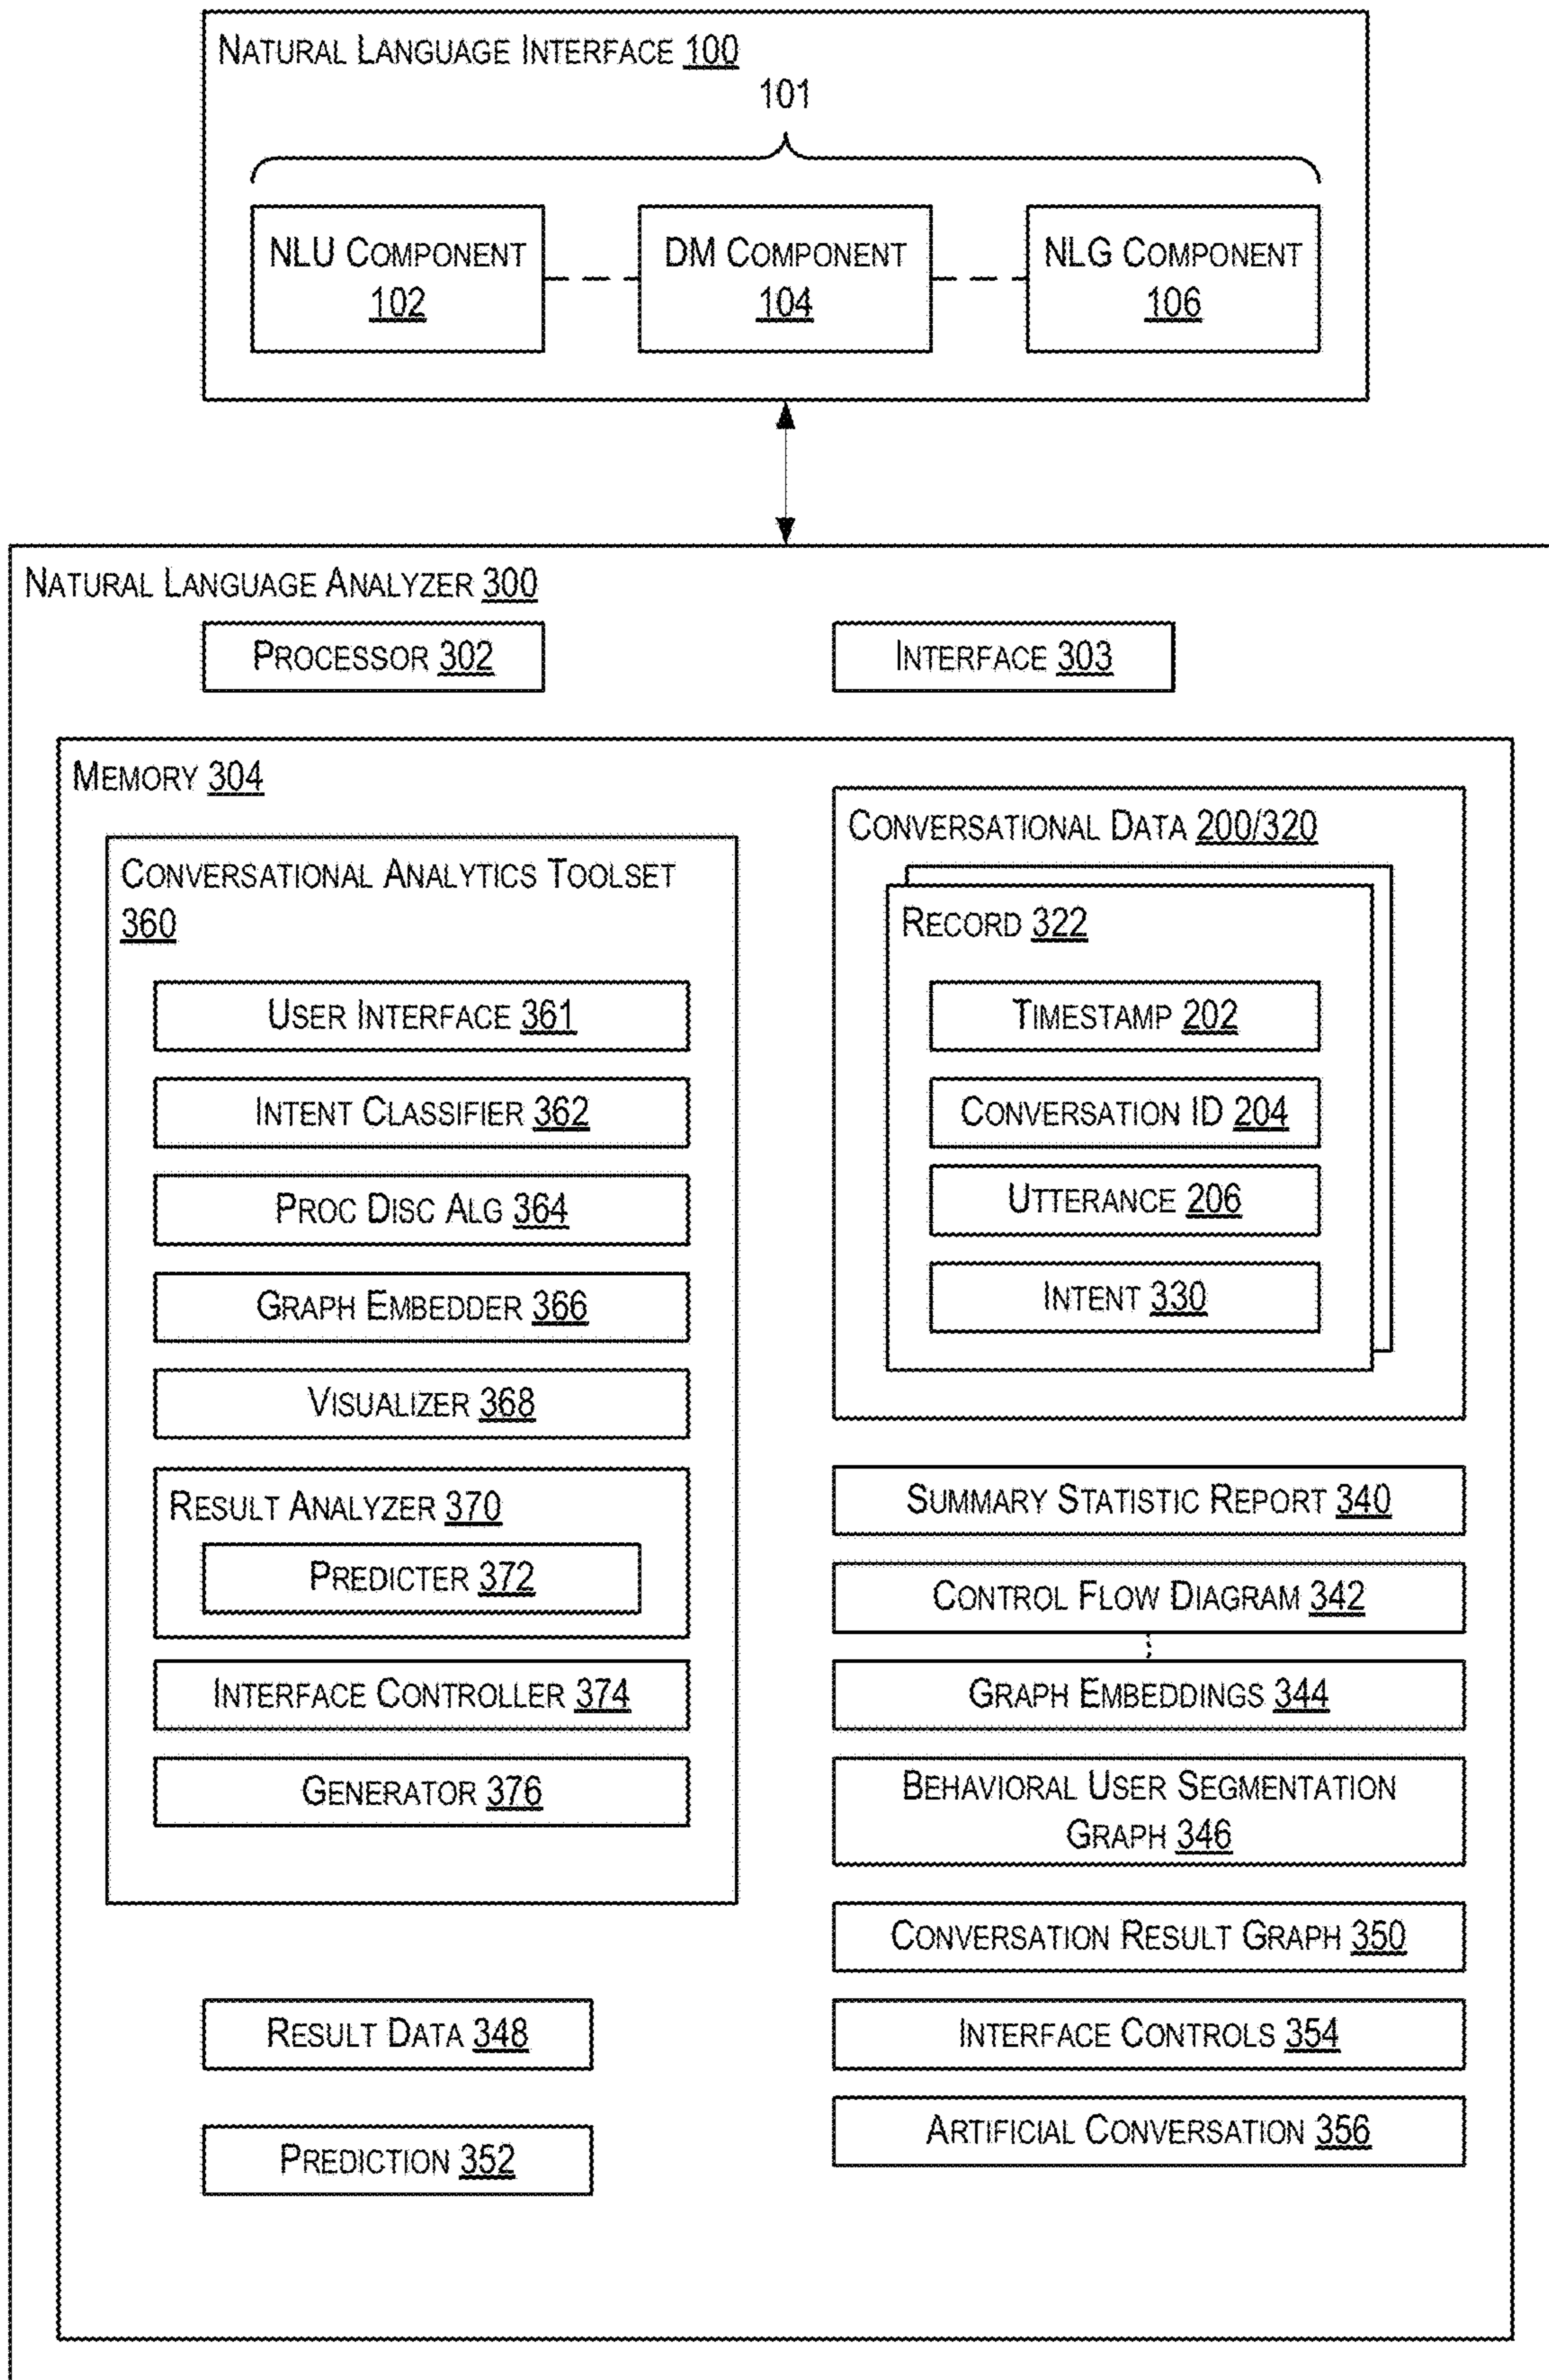 NATURAL LANGUAGE INTERFACE 100
101
NLU COMPONENT
102
DM COMPONENT
104
NLG COMPONENT
106
NATURAL LANGUAGE ANALYZER 300
PROCESSOR 302
INTERFACE 303
MEMORY 304
CONVERSATIONAL ANALYTICS TOOLSET
360
USER INTERFACE 361
INTENT CLASSIFIER 362
PROC DISC ALG 364
GRAPH EMBEDDER 366
VISUALIZER 368
RESULT ANALYZER 370
PREDICTER 372
INTERFACE CONTROLLER 374
GENERATOR 376
RESULT DATA 348
PREDICTION 352
CONVERSATIONAL DATA 200/320
RECORD 322
TIMESTAMP 202
CONVERSATION ID 204
UTTERANCE 206
INTENT 330
SUMMARY STATISTIC REPORT 340
CONTROL FLOW DIAGRAM 342
GRAPH EMBEDDINGS 344
BEHAVIORAL USER SEGMENTATION
GRAPH 346
CONVERSATION RESULT GRAPH 350
INTERFACE CONTROLS 354
ARTIFICIAL CONVERSATION 356